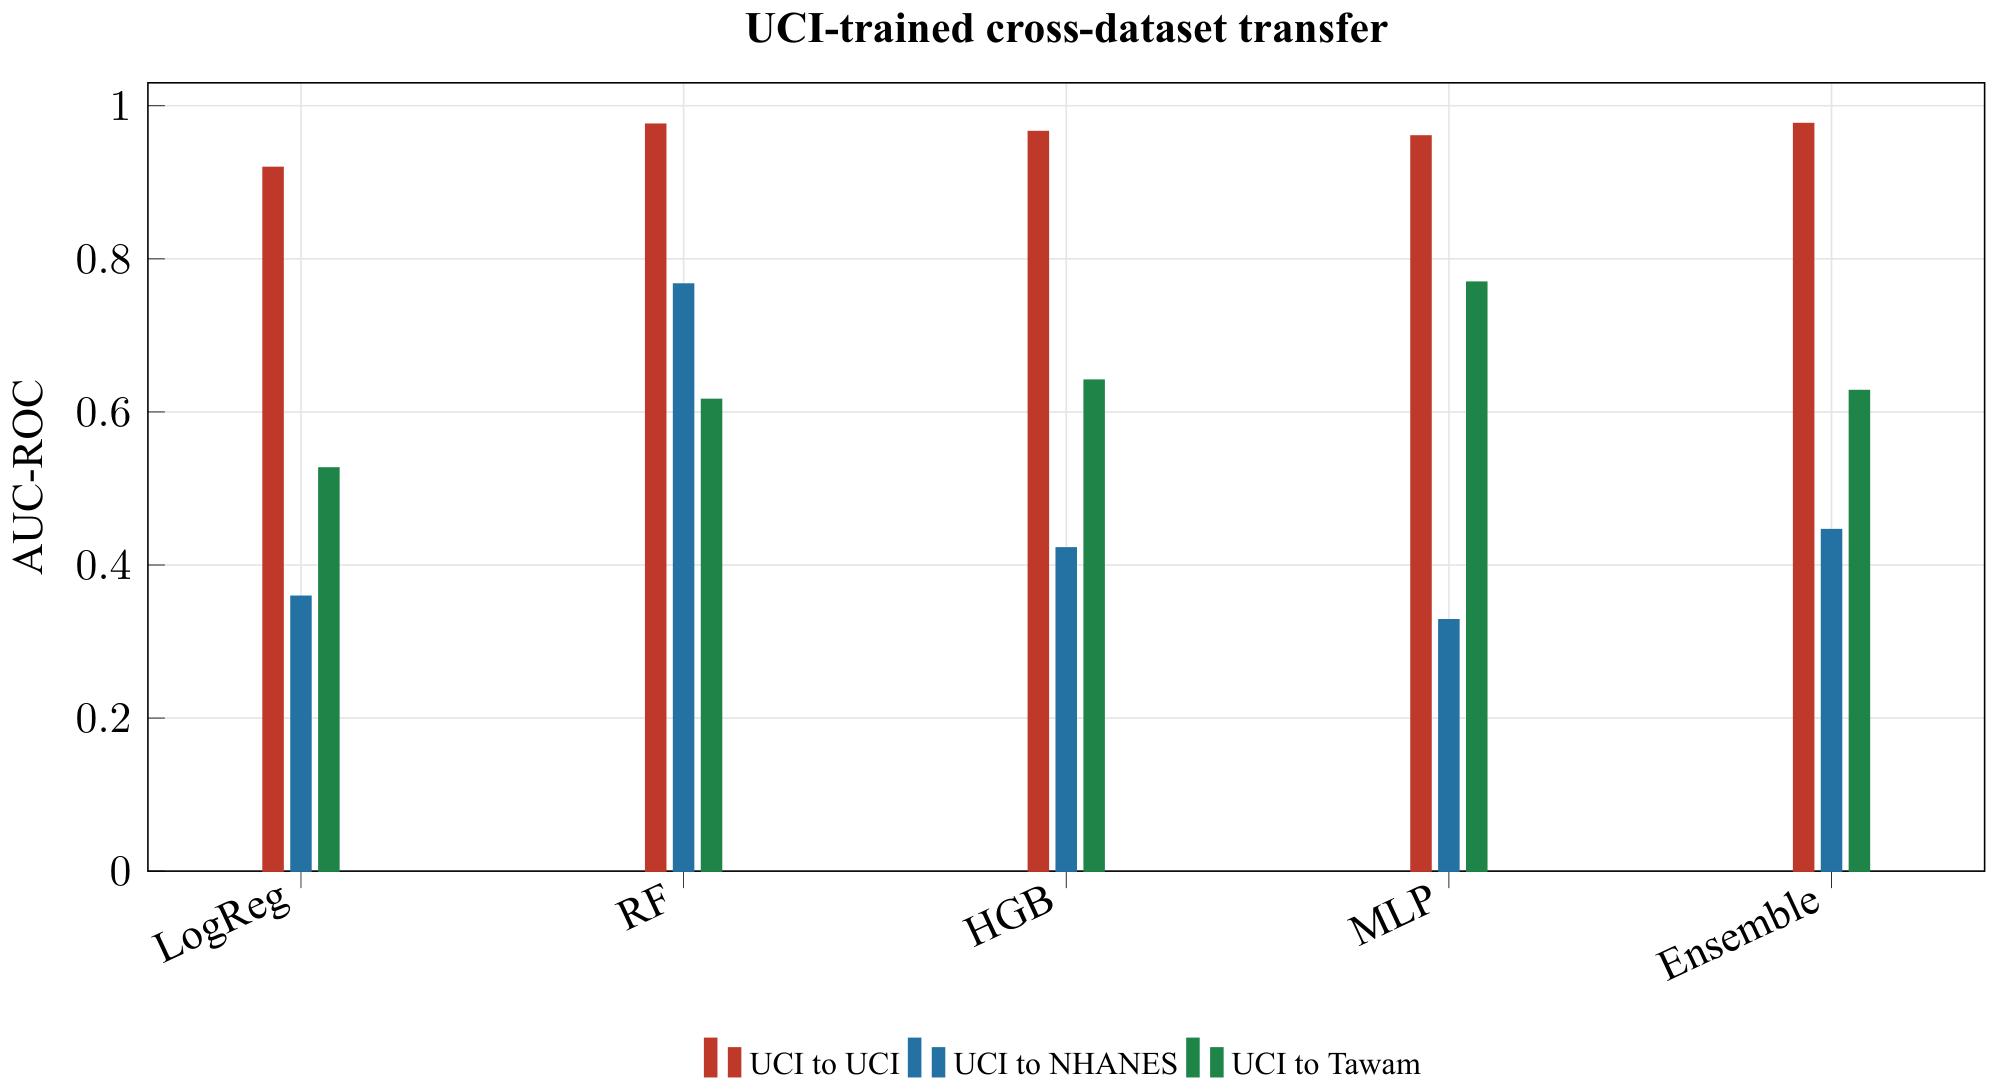 UCI-trained cross-dataset transfer
AUC-ROC
1
0.8
0.6
0.4
0.2
0
LogReg
RF
HGB
MLP
Ensemble
UCI to UCI UCI to NHANES UCI to Tawam